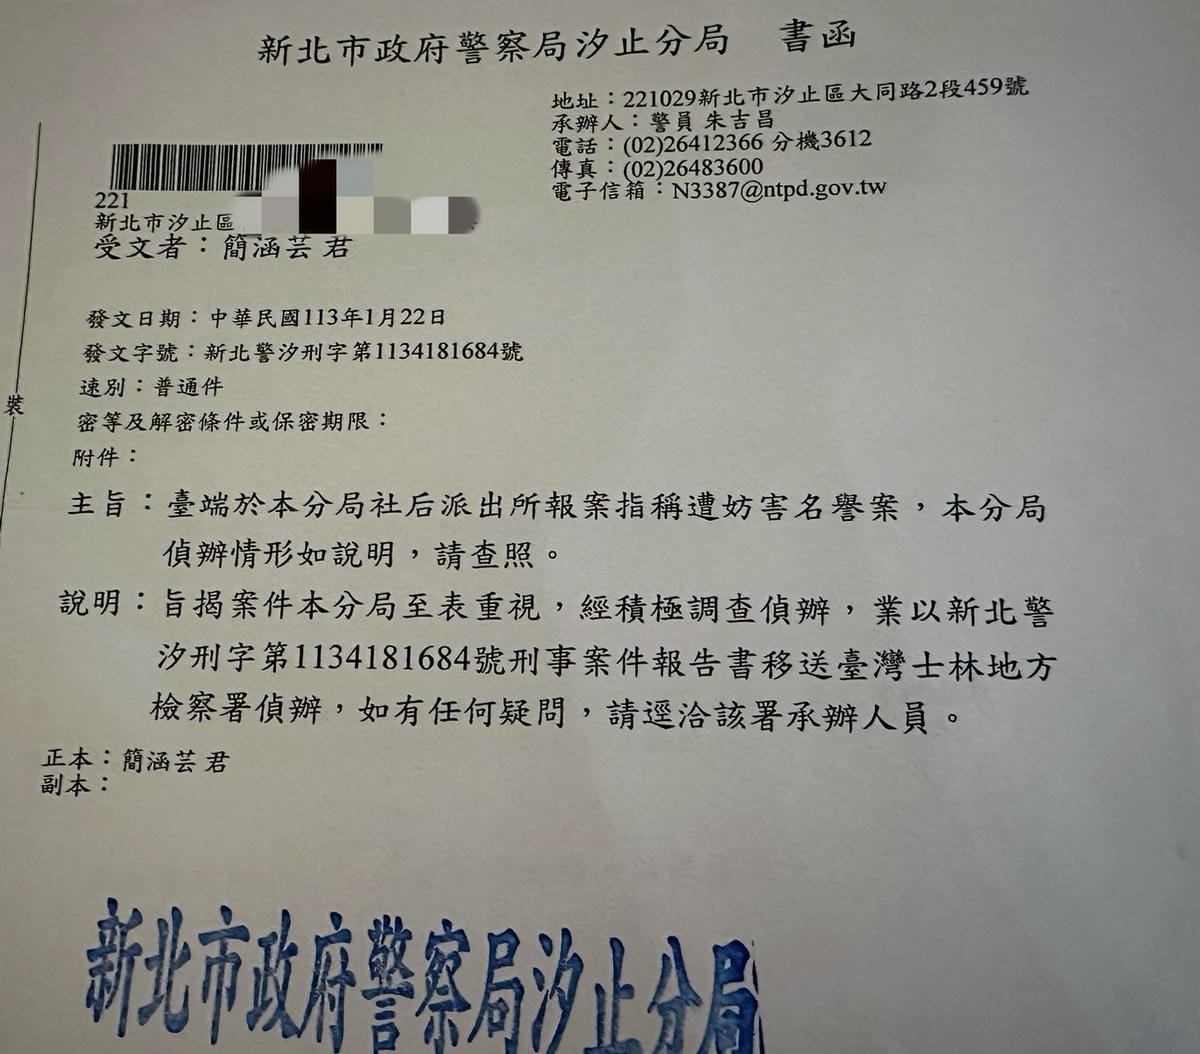 新北市政府警察局汐止分局　書函
地址：221029新北市汐止區大同路2段459號
承辦人：警員 朱吉昌
電話：(02)26412366 分機3612
傳真：(02)26483600
電子信箱：N3387@ntpd.gov.tw
221
新北市汐止區
受文者：簡涵芸 君
發文日期：中華民國113年1月22日
發文字號：新北警汐刑字第1134181684號
速別：普通件
密等及解密條件或保密期限：
附件：
裝
主旨：臺端於本分局社后派出所報案指稱遭妨害名譽案，本分局
偵辦情形如說明，請查照。
說明：旨揭案件本分局至表重視，經積極調查偵辦，業以新北警
汐刑字第1134181684號刑事案件報告書移送臺灣士林地方
檢察署偵辦，如有任何疑問，請逕洽該署承辦人員。
正本：簡涵芸 君
副本：
新北市政府警察局汐止分局